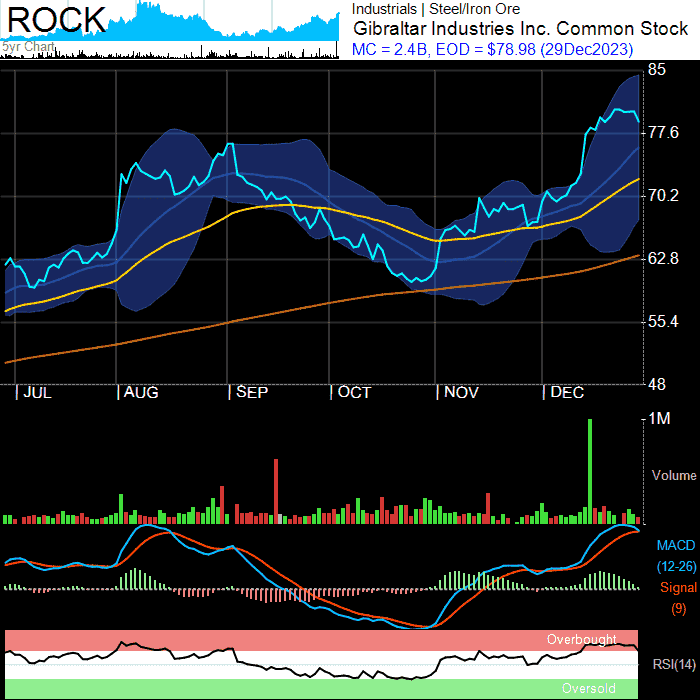 ROCK
5yr Chart
Industrials | Steel/Iron Ore
Gibraltar Industries Inc. Common Stock
MC = 2.4B, EOD = $78.98 (29Dec2023)
85
77.6
70.2
62.8
55.4
48
JUL AUG SEP OCT NOV DEC
1M
Volume
MACD
(12-26)
Signal
(9)
Overbought
RSI(14)
Oversold